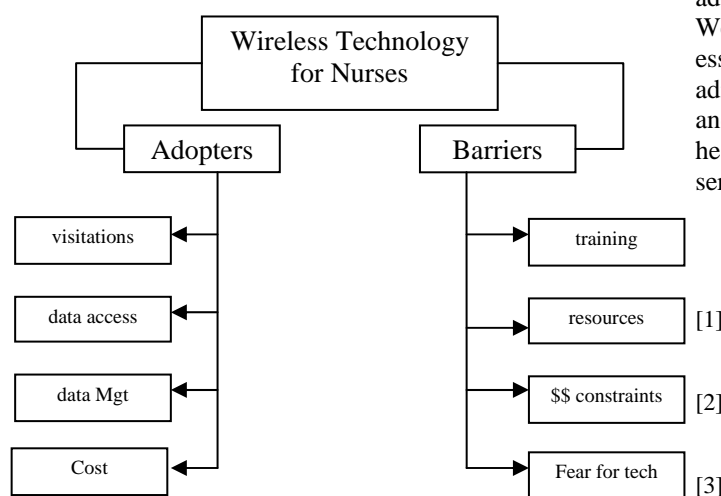 Wireless Technology
for Nurses
Adopters
Barriers
visitations
data access
data Mgt
Cost
training
resources
$$ constraints
Fear for tech
[1]
[2]
[3]